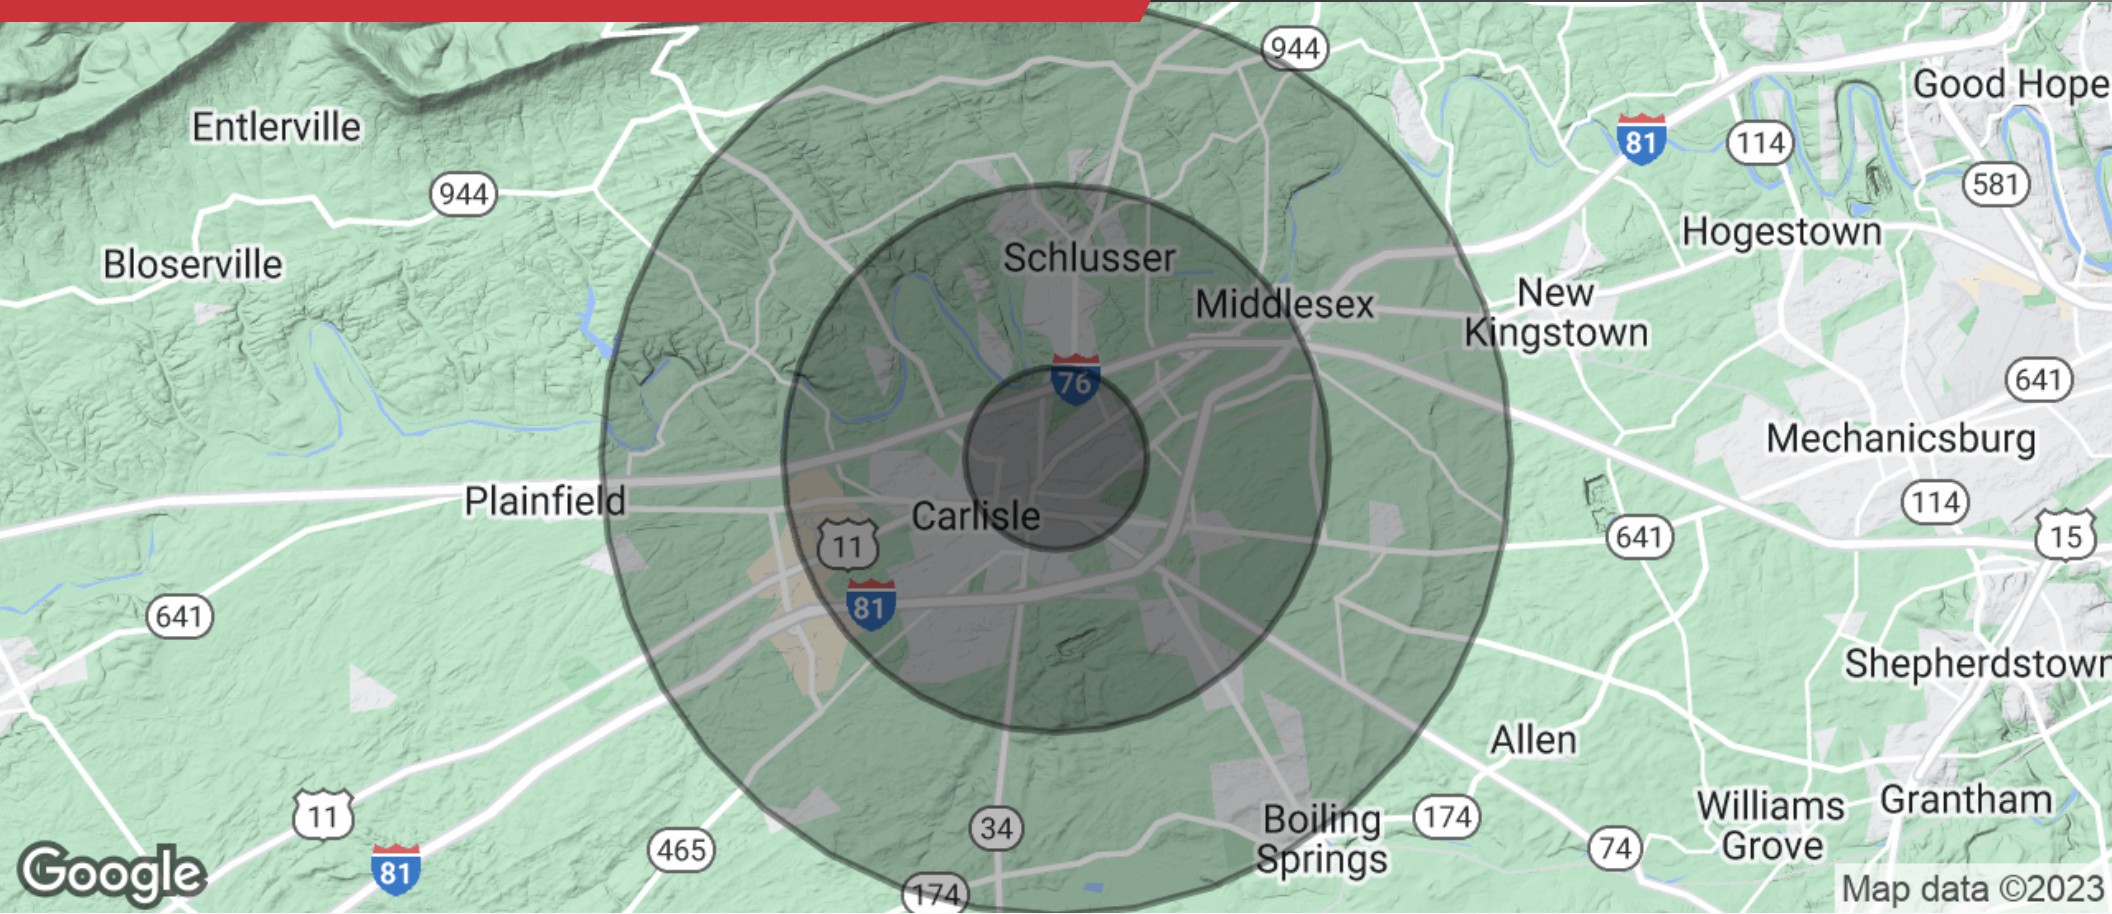 944
Good Hope
Entlerville
81
114
944
581
Hogestown
Schlusser
Bloserville
Middlesex
New
Kingstown
76
641
Mechanicsburg
Plainfield
114
Carlisle
11
641
15
81
641
Shepherdstown
Allen
11
34
Boiling
Springs
174
Williams
Grove
Grantham
465
74
81
Google
174
Map data ©2023